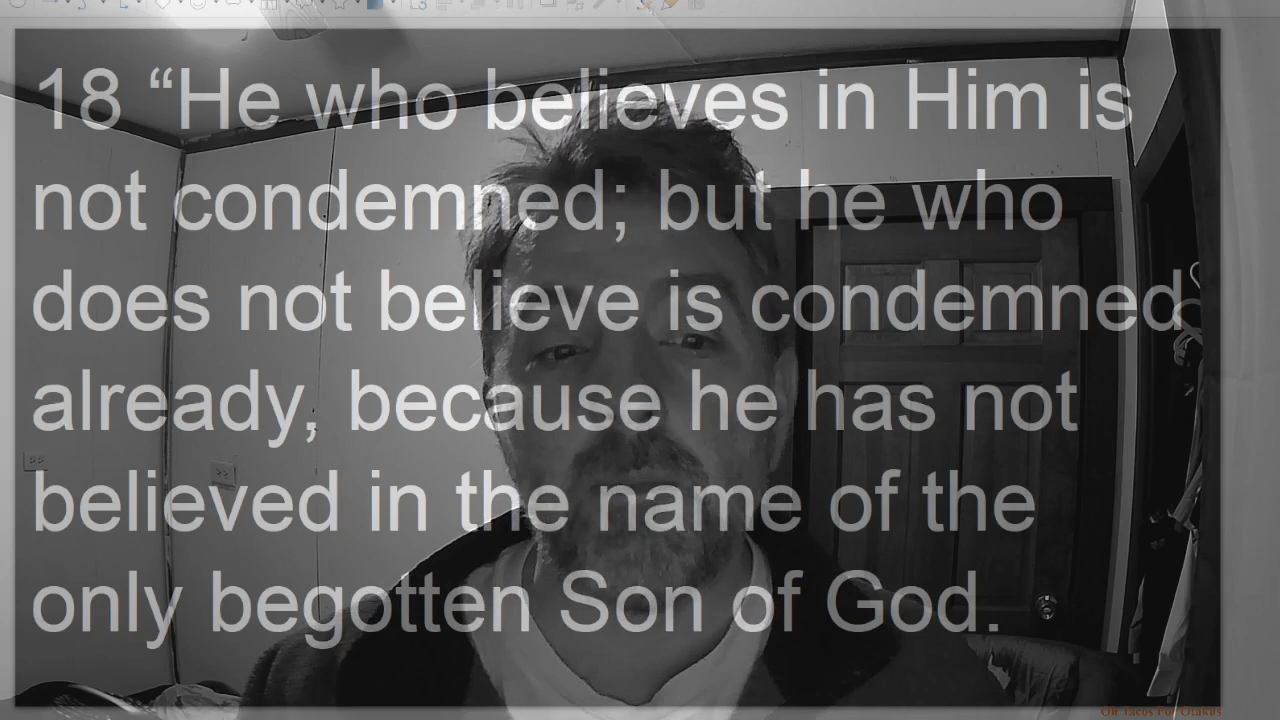 18 “He who believes in Him is
not condemned; but he who
does not believe is condemned
already, because he has not
believed in the name of the
only begotten Son of God.